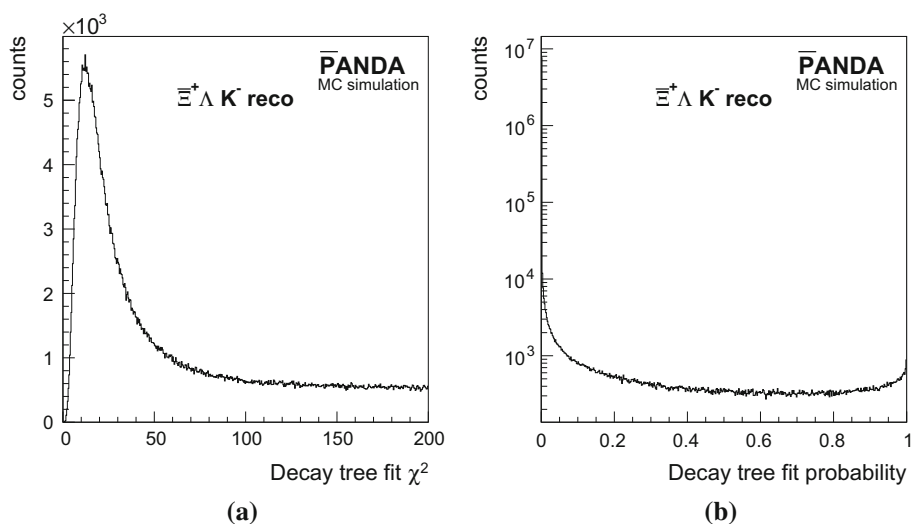 ×10³
counts
5
4
3
2
1
0
P̅ANDA
MC simulation
Ξ̅⁺ Λ K⁻ reco
0
50
100
150
200
Decay tree fit χ²
(a)
counts
10⁷
10⁶
10⁵
10⁴
10³
P̅ANDA
MC simulation
Ξ̅⁺ Λ K⁻ reco
0
0.2
0.4
0.6
0.8
1
Decay tree fit probability
(b)